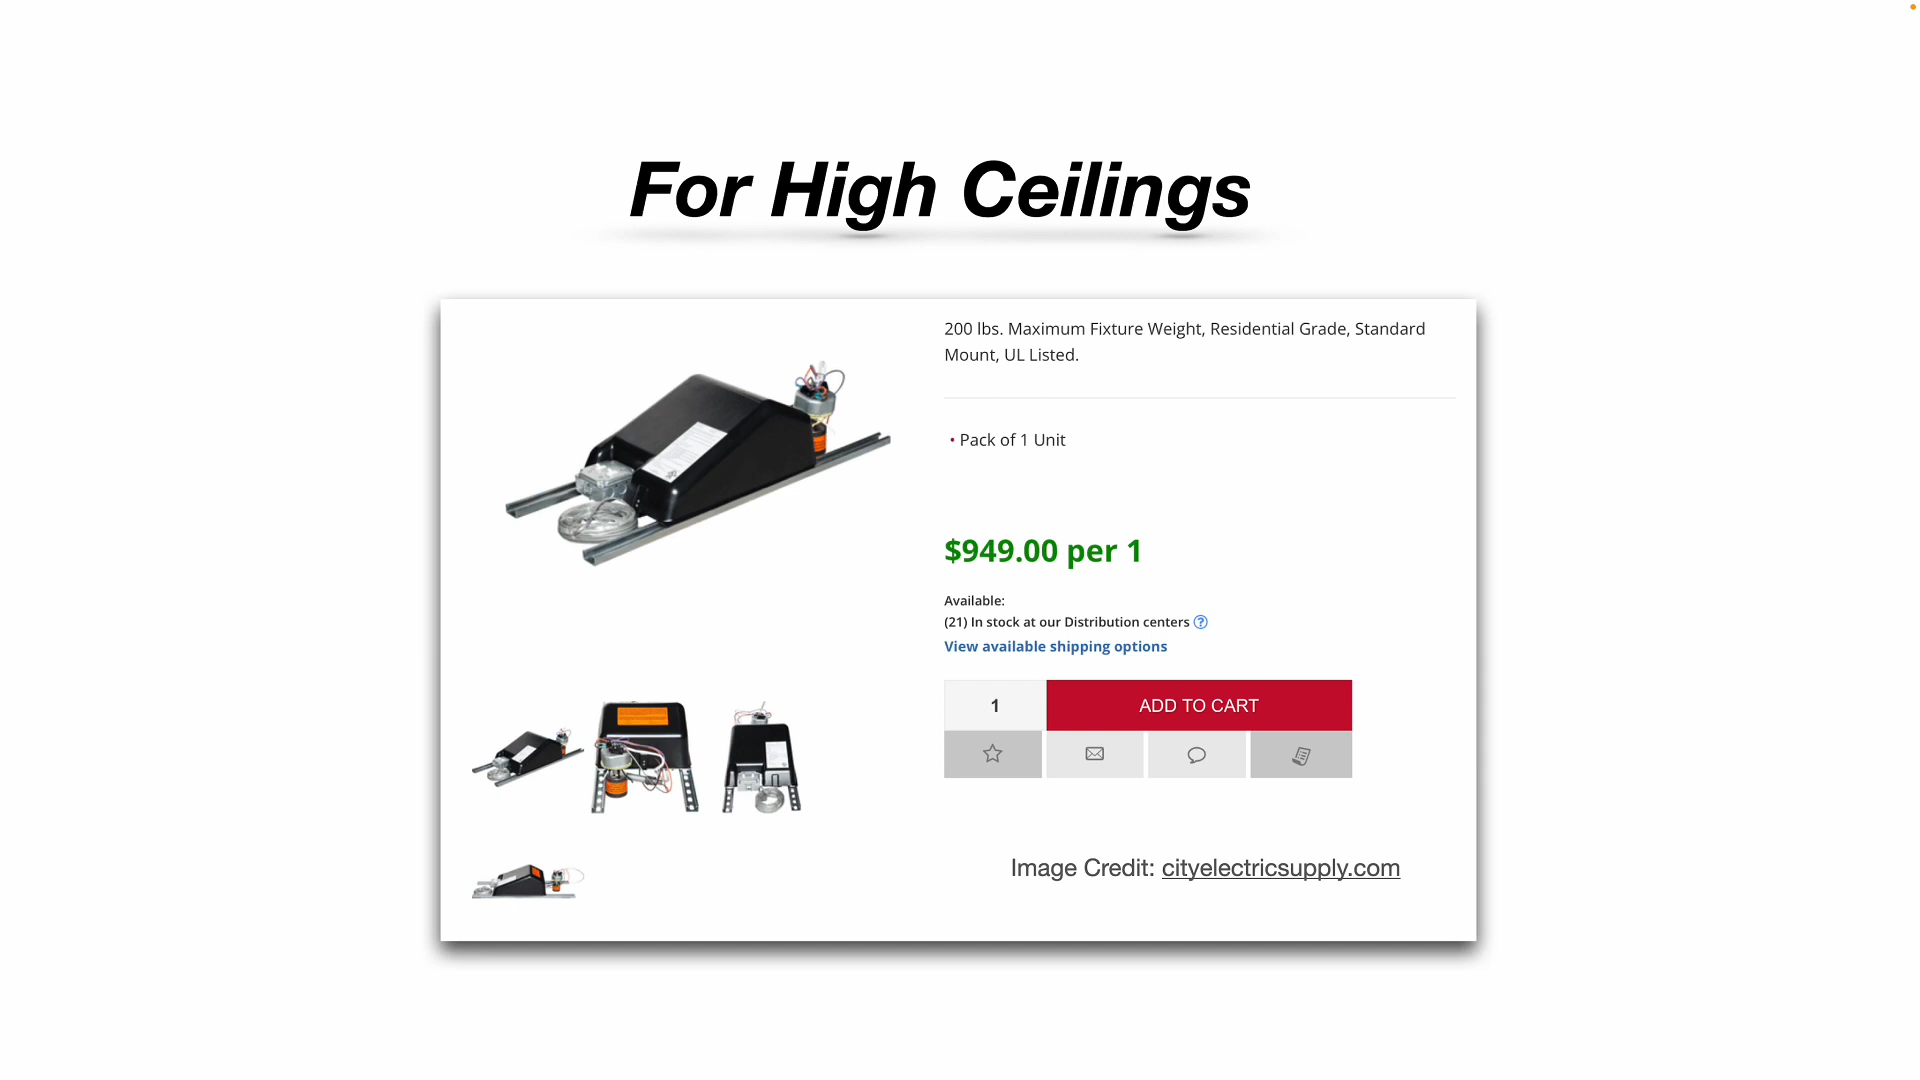 For High Ceilings
200 lbs. Maximum Fixture Weight, Residential Grade, Standard
Mount, UL Listed.
• Pack of 1 Unit
$949.00 per 1
Available:
(21) In stock at our Distribution centers ?
View available shipping options
1
ADD TO CART
Image Credit: cityelectricsupply.com